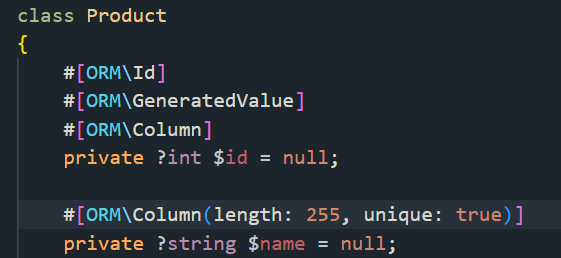 class Product
{
#[ORM\Id]
#[ORM\GeneratedValue]
#[ORM\Column]
private ?int $id = null;
#[ORM\Column(length: 255, unique: true)]
private ?string $name = null;